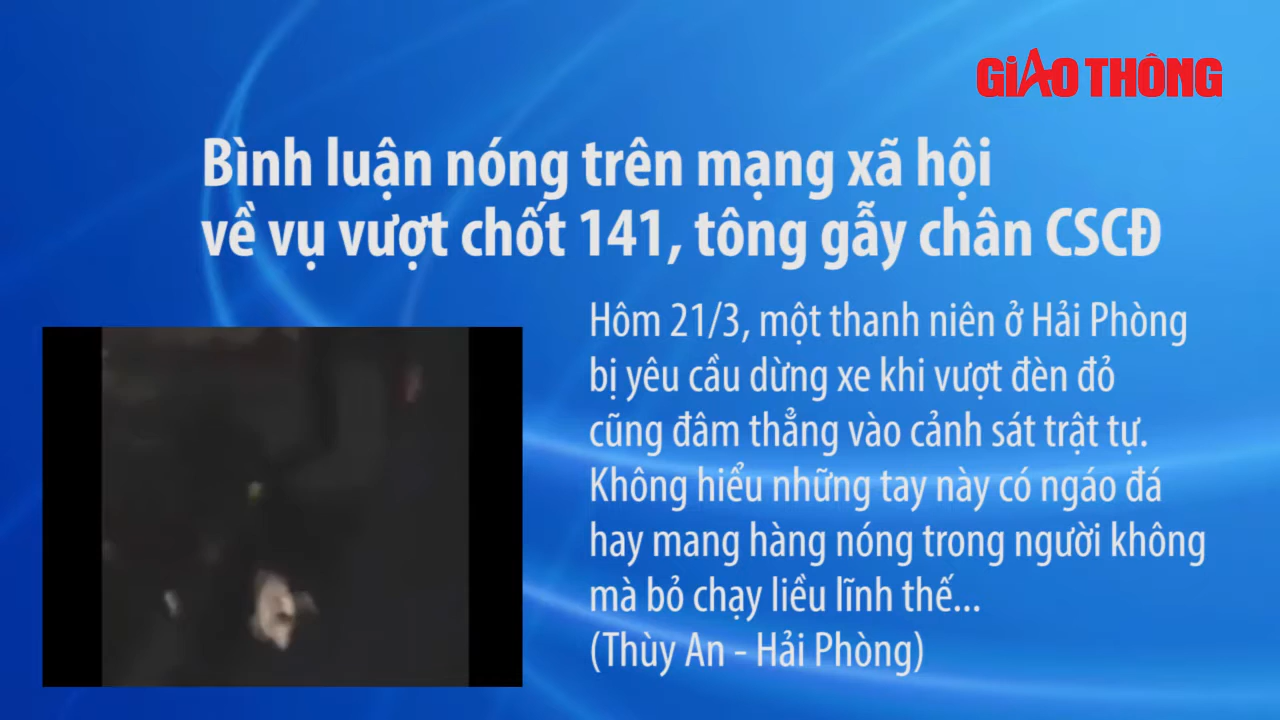 GIAO THÔNG
Bình luận nóng trên mạng xã hội
về vụ vượt chốt 141, tông gẫy chân CSCĐ
Hôm 21/3, một thanh niên ở Hải Phòng
bị yêu cầu dừng xe khi vượt đèn đỏ
cũng đâm thẳng vào cảnh sát trật tự.
Không hiểu những tay này có ngáo đá
hay mang hàng nóng trong người không
mà bỏ chạy liều lĩnh thế...
(Thùy An - Hải Phòng)